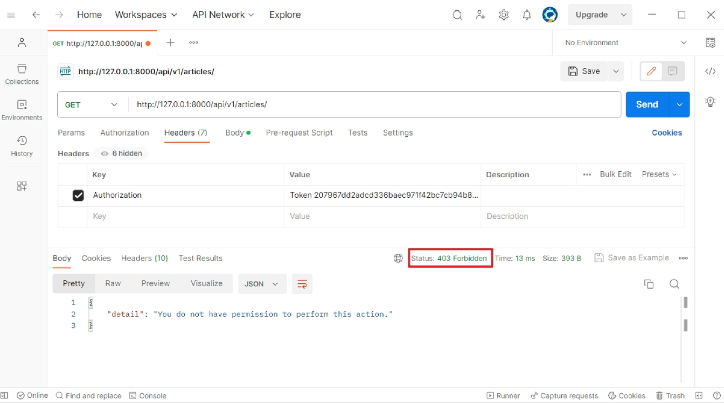 Home Workspaces API Network Explore Upgrade
GET http://127.0.0.1:8000/ap No Environment
HTTP http://127.0.0.1:8000/api/v1/articles/ Save
GET http://127.0.0.1:8000/api/v1/articles/ Send
Collections
Environments
History
Params Authorization Headers (7) Body Pre-request Script Tests Settings Cookies
Headers 6 hidden
Key Value Description Bulk Edit Presets
Authorization Token 207967dd2adcd336baec971f42bc7cb94b8...
Key Value Description
Body Cookies Headers (10) Test Results Status: 403 Forbidden Time: 13 ms Size: 393 B Save as Example
Pretty Raw Preview Visualize JSON
1
2 "detail": "You do not have permission to perform this action."
3
Online Find and replace Console Runner Capture requests Cookies Trash